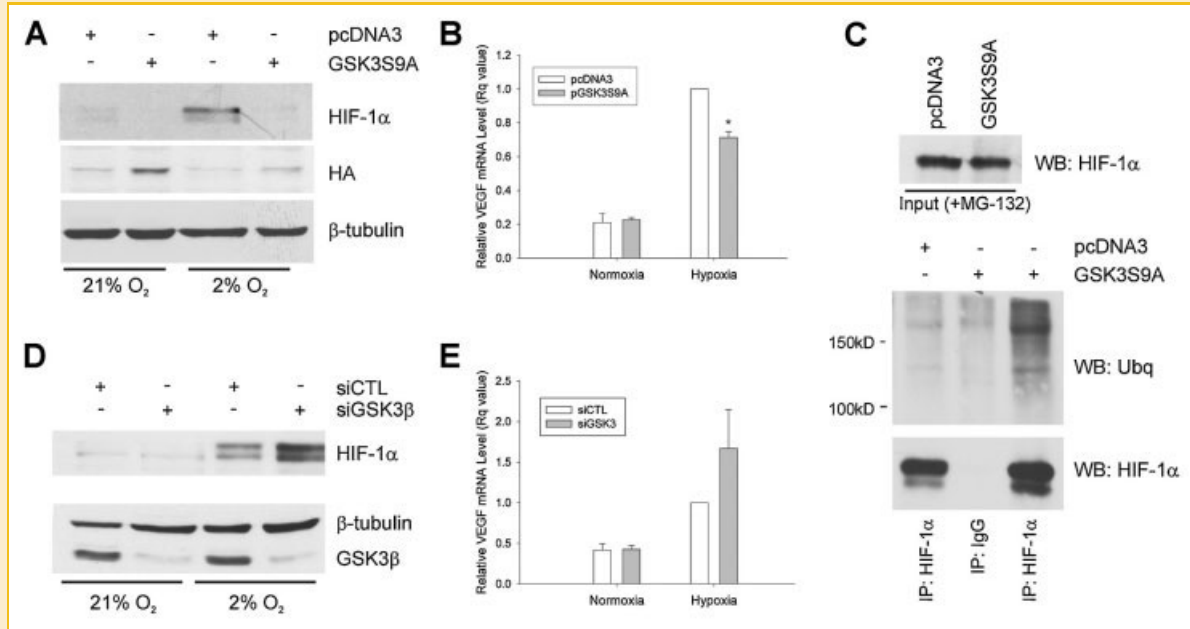 A
+ - + - pcDNA3
- + - + GSK3S9A
HIF-1α
HA
β-tubulin
21% O₂ 2% O₂
B
Relative VEGF mRNA Level (Rq value)
1.2
1.0
0.8
0.6
0.4
0.2
0.0
pcDNA3
pGSK3S9A
*
Normoxia Hypoxia
C
pcDNA3 GSK3S9A
WB: HIF-1α
Input (+MG-132)
+ - - pcDNA3
- + + GSK3S9A
150kD -
WB: Ubq
100kD -
WB: HIF-1α
IP: HIF-1α IP: IgG IP: HIF-1α
D
+ - + - siCTL
- + - + siGSK3β
HIF-1α
β-tubulin
GSK3β
21% O₂ 2% O₂
E
Relative VEGF mRNA Level (Rq value)
2.5
2.0
1.5
1.0
0.5
0.0
siCTL
siGSK3
Normoxia Hypoxia